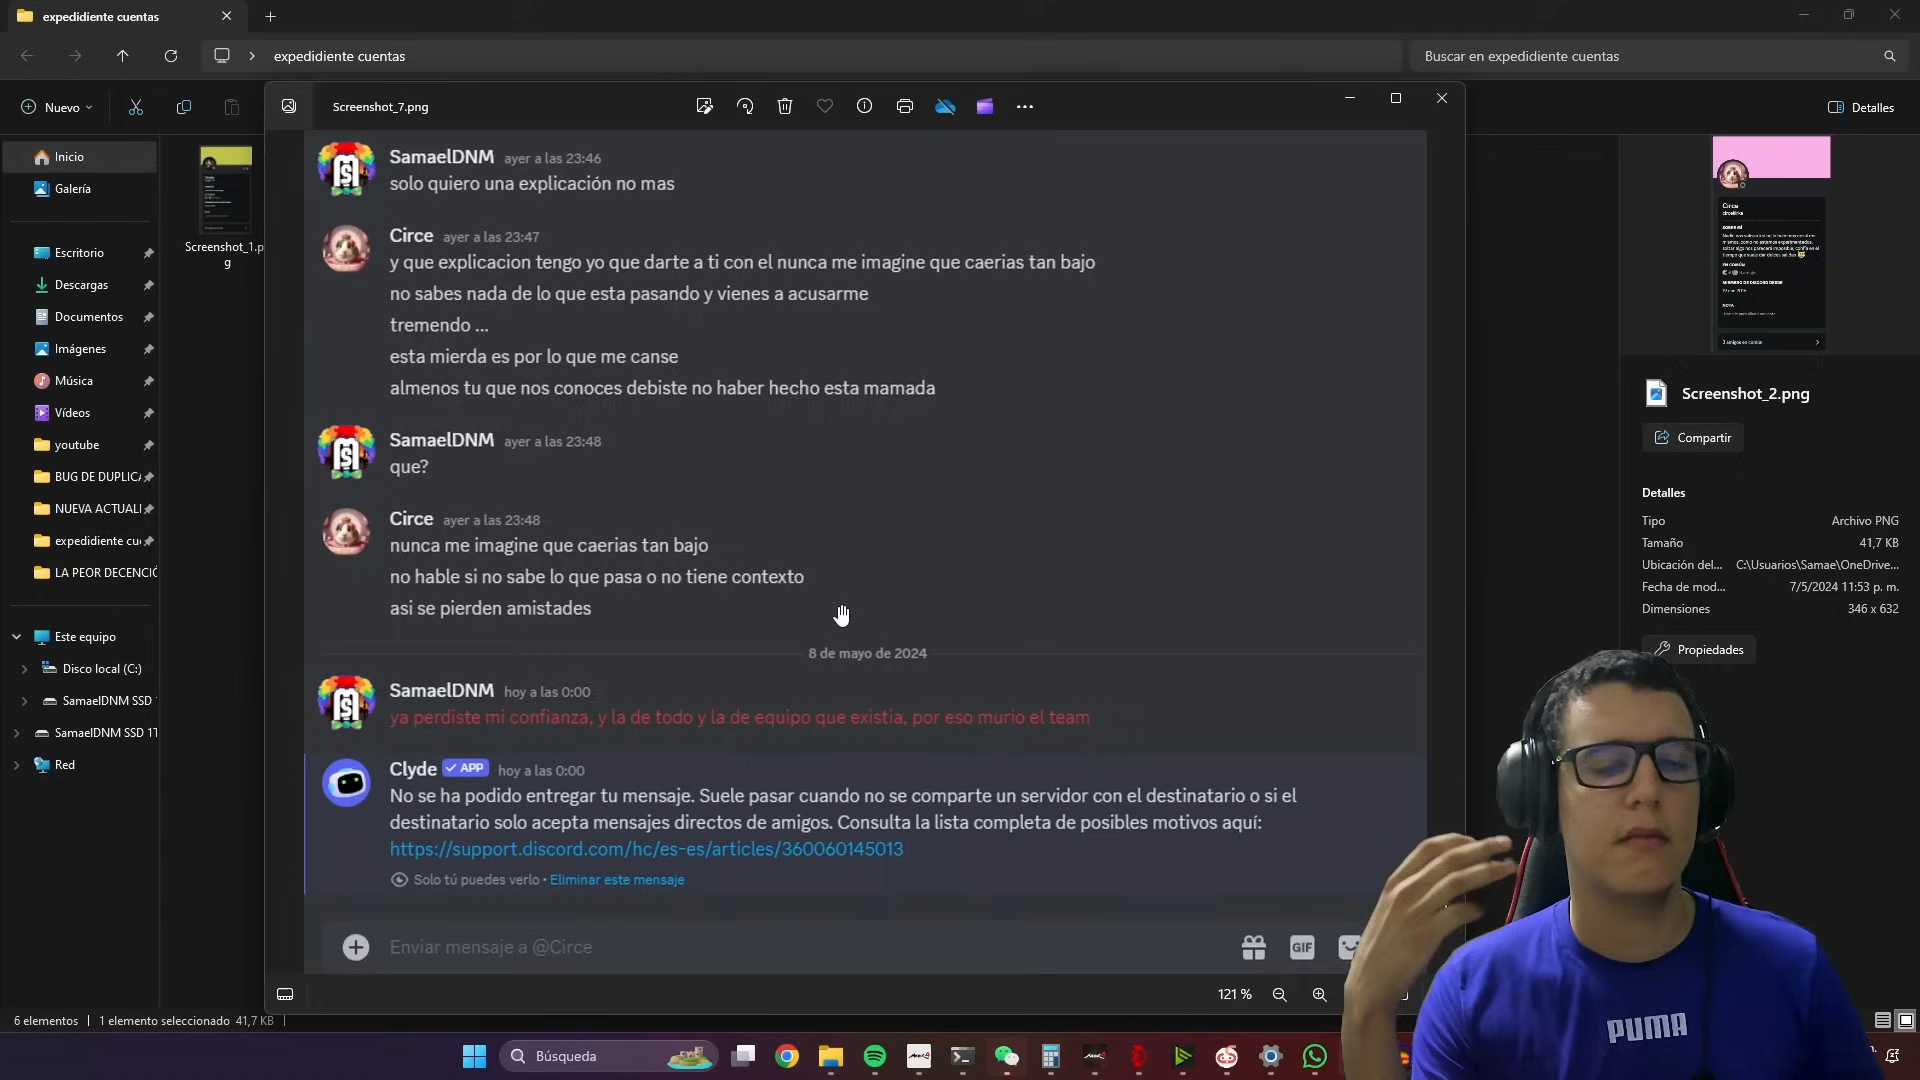 expedidiente cuentas
expedidiente cuentas
Buscar en expedidiente cuentas
Nuevo
Detalles
Screenshot_7.png
Inicio
Galería
Escritorio
Descargas
Documentos
Imágenes
Música
Vídeos
youtube
BUG DE DUPLICA
NUEVA ACTUALI
expedidiente cue
LA PEOR DECENCIÓ
Este equipo
Disco local (C:)
SamaelDNM SSD
SamaelDNM SSD 1T
Red
Screenshot_1.p
g
SamaelDNM ayer a las 23:46
solo quiero una explicación no mas
Circe ayer a las 23:47
y que explicacion tengo yo que darte a ti con el nunca me imagine que caerias tan bajo
no sabes nada de lo que esta pasando y vienes a acusarme
tremendo ...
esta mierda es por lo que me canse
almenos tu que nos conoces debiste no haber hecho esta mamada
SamaelDNM ayer a las 23:48
que?
Circe ayer a las 23:48
nunca me imagine que caerias tan bajo
no hable si no sabe lo que pasa o no tiene contexto
asi se pierden amistades
8 de mayo de 2024
SamaelDNM hoy a las 0:00
ya perdiste mi confianza, y la de todo y la de equipo que existia, por eso murio el team
Clyde APP hoy a las 0:00
No se ha podido entregar tu mensaje. Suele pasar cuando no se comparte un servidor con el destinatario o si el
destinatario solo acepta mensajes directos de amigos. Consulta la lista completa de posibles motivos aquí:
https://support.discord.com/hc/es-es/articles/360060145013
Solo tú puedes verlo • Eliminar este mensaje
Enviar mensaje a @Circe
GIF
121 %
Circe
3 amigos en común
Screenshot_2.png
Compartir
Detalles
Tipo Archivo PNG
Tamaño 41,7 KB
Ubicación del... C:\Usuarios\Samae\OneDrive...
Fecha de mod... 7/5/2024 11:53 p. m.
Dimensiones 346 x 632
Propiedades
PUMA
6 elementos
1 elemento seleccionado 41,7 KB
Búsqueda